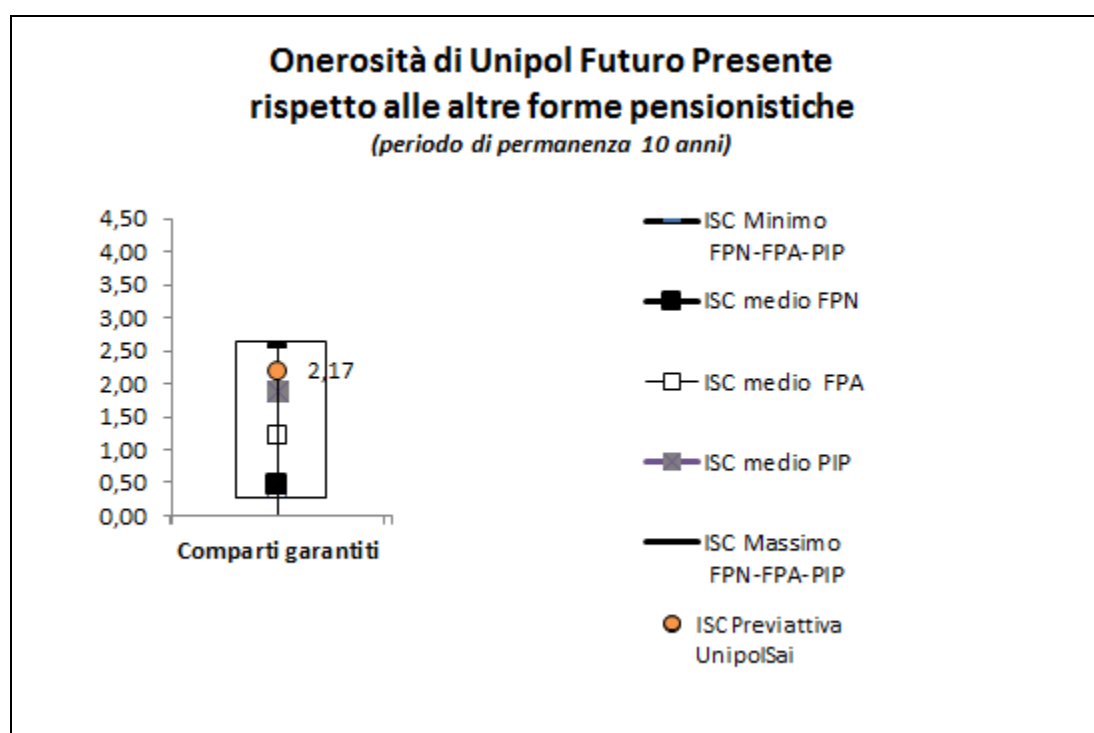 Onerosità di Unipol Futuro Presente
rispetto alle altre forme pensionistiche
(periodo di permanenza 10 anni)
4,50
4,00
3,50
3,00
2,50
2,00
1,50
1,00
0,50
0,00
2,17
Comparti garantiti
ISC Minimo
FPN-FPA-PIP
ISC medio FPN
ISC medio FPA
ISC medio PIP
ISC Massimo
FPN-FPA-PIP
ISC Previattiva
UnipolSai